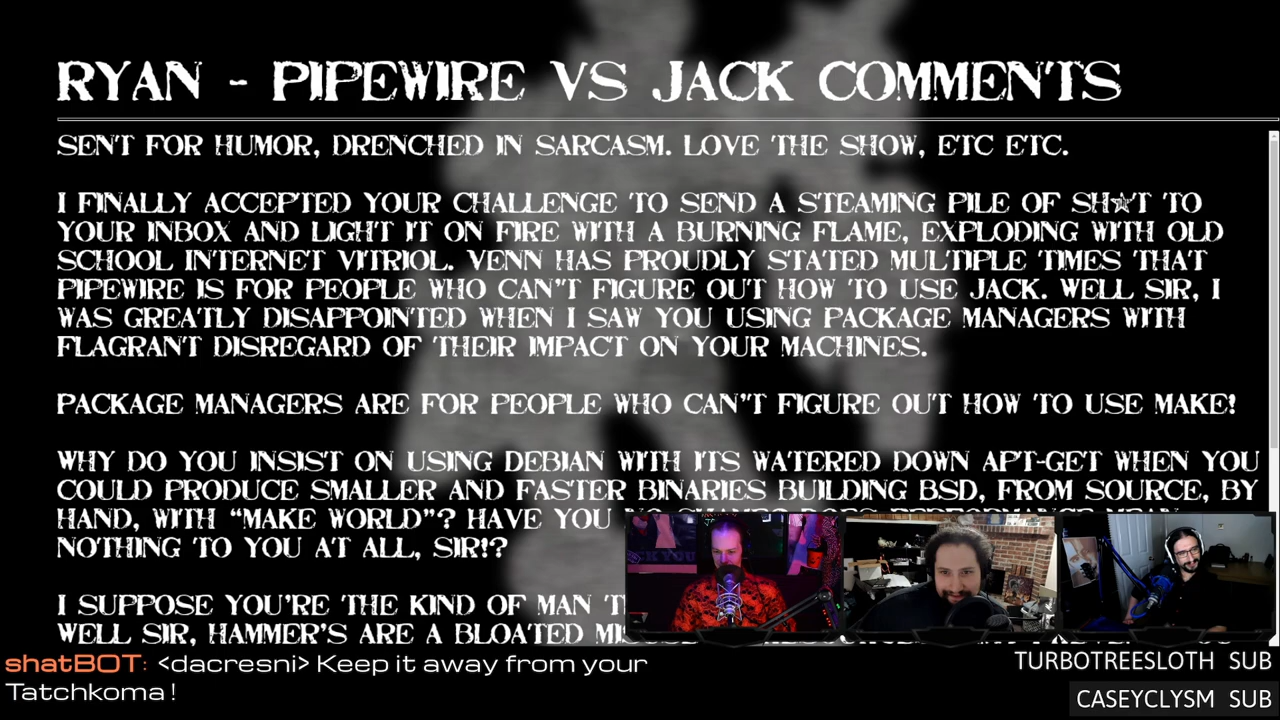 RYAN - PIPEWIRE VS JACK COMMENTS
SENT FOR HUMOR, DRENCHED IN SARCASM. LOVE THE SHOW, ETC ETC.
I FINALLY ACCEPTED YOUR CHALLENGE TO SEND A STEAMING PILE OF SH☆T TO
YOUR INBOX AND LIGHT IT ON FIRE WITH A BURNING FLAME, EXPLODING WITH OLD
SCHOOL INTERNET VITRIOL. VENN HAS PROUDLY STATED MULTIPLE TIMES THAT
PIPEWIRE IS FOR PEOPLE WHO CAN'T FIGURE OUT HOW TO USE JACK. WELL SIR, I
WAS GREATLY DISAPPOINTED WHEN I SAW YOU USING PACKAGE MANAGERS WITH
FLAGRANT DISREGARD OF THEIR IMPACT ON YOUR MACHINES.
PACKAGE MANAGERS ARE FOR PEOPLE WHO CAN'T FIGURE OUT HOW TO USE MAKE!
WHY DO YOU INSIST ON USING DEBIAN WITH ITS WATERED DOWN APT-GET WHEN YOU
COULD PRODUCE SMALLER AND FASTER BINARIES BUILDING BSD, FROM SOURCE, BY
HAND, WITH “MAKE WORLD”? HAVE YOU NO SHAME? DOES PERFORMANCE MEAN
NOTHING TO YOU AT ALL, SIR!?
I SUPPOSE YOU'RE THE KIND OF MAN
WELL SIR, HAMMER'S ARE A BLOATED
shatBOT: <dacresni> Keep it away from your
Tatchkoma !
TURBOTREESLOTH SUB
CASEYCLYSM SUB